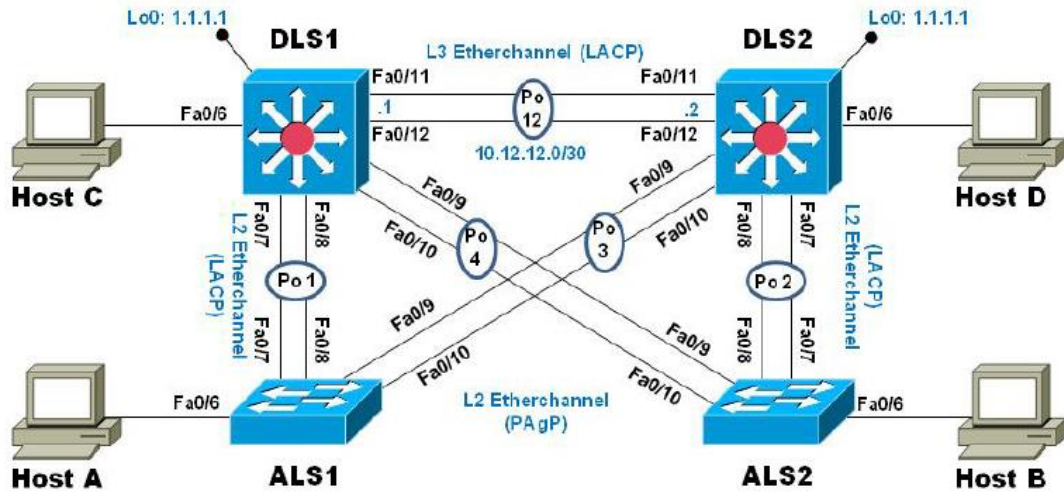 Lo0: 1.1.1.1
Lo0: 1.1.1.1
DLS1
DLS2
L3 Etherchannel (LACP)
Fa0/6
Fa0/11
Fa0/11
Fa0/6
.1
Po
12
.2
Fa0/12
Fa0/12
10.12.12.0/30
Host C
Host D
Fa0/9
Fa0/10
Fa0/9
Fa0/10
Fa0/7
Fa0/8
Fa0/8
Fa0/7
L2 Etherchannel
(LACP)
Po 1
Po
4
Po
3
Po 2
(LACP)
L2 Etherchannel
Fa0/7
Fa0/8
Fa0/9
Fa0/10
Fa0/9
Fa0/10
Fa0/8
Fa0/7
L2 Etherchannel
(PAgP)
Fa0/6
Fa0/6
Host A
ALS1
ALS2
Host B